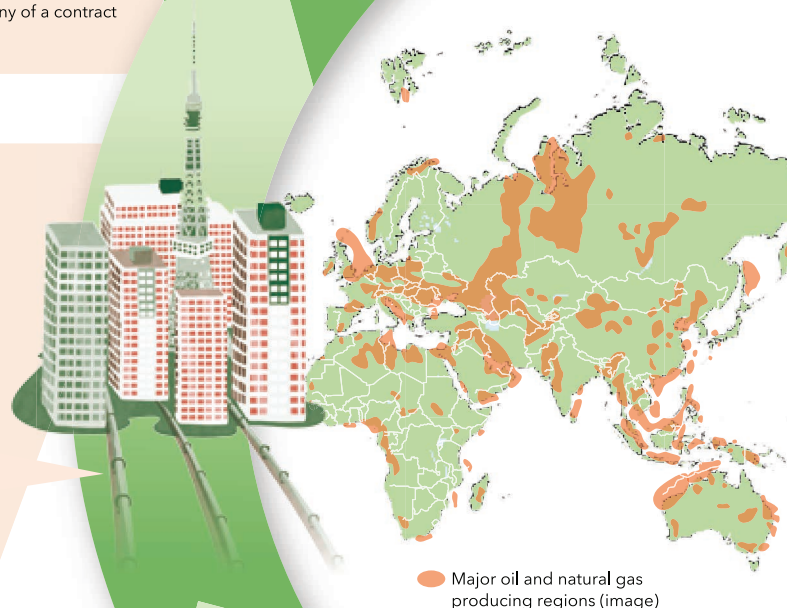 ny of a contract
Major oil and natural gas
producing regions (image)